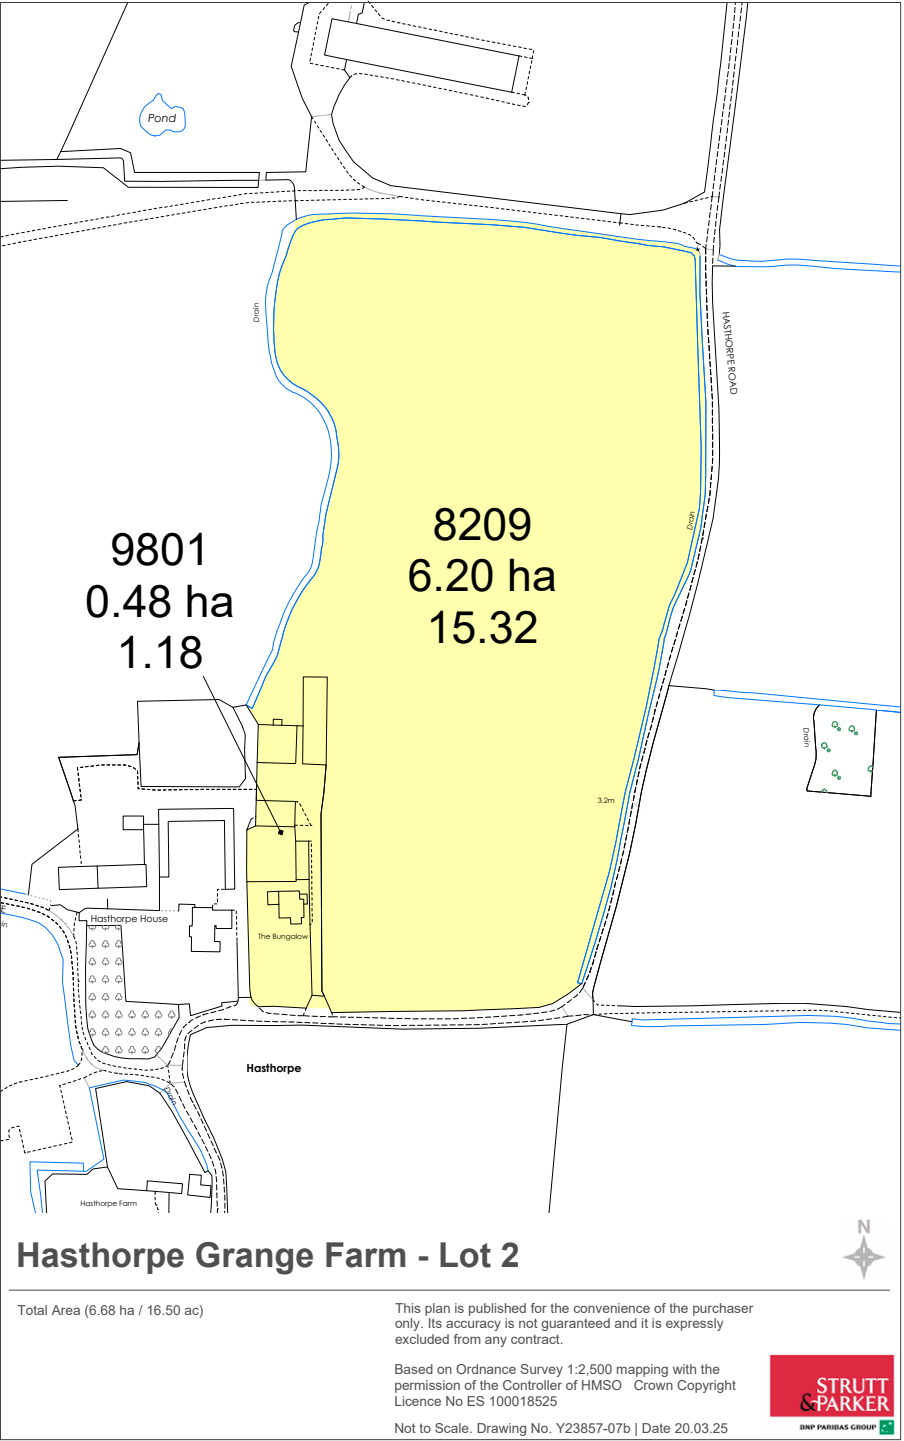 Pond
Drain
HASTHORPE ROAD
8209
6.20 ha
15.32
9801
0.48 ha
1.18
Drain
Drain
3.2m
Hasthorpe House
The Bungalow
Hasthorpe
Drain
Hasthorpe Farm
Hasthorpe Grange Farm - Lot 2
N
Total Area (6.68 ha / 16.50 ac)
This plan is published for the convenience of the purchaser
only. Its accuracy is not guaranteed and it is expressly
excluded from any contract.
Based on Ordnance Survey 1:2,500 mapping with the
permission of the Controller of HMSO Crown Copyright
Licence No ES 100018525
Not to Scale. Drawing No. Y23857-07b | Date 20.03.25
STRUTT
&PARKER
BNP PARIBAS GROUP